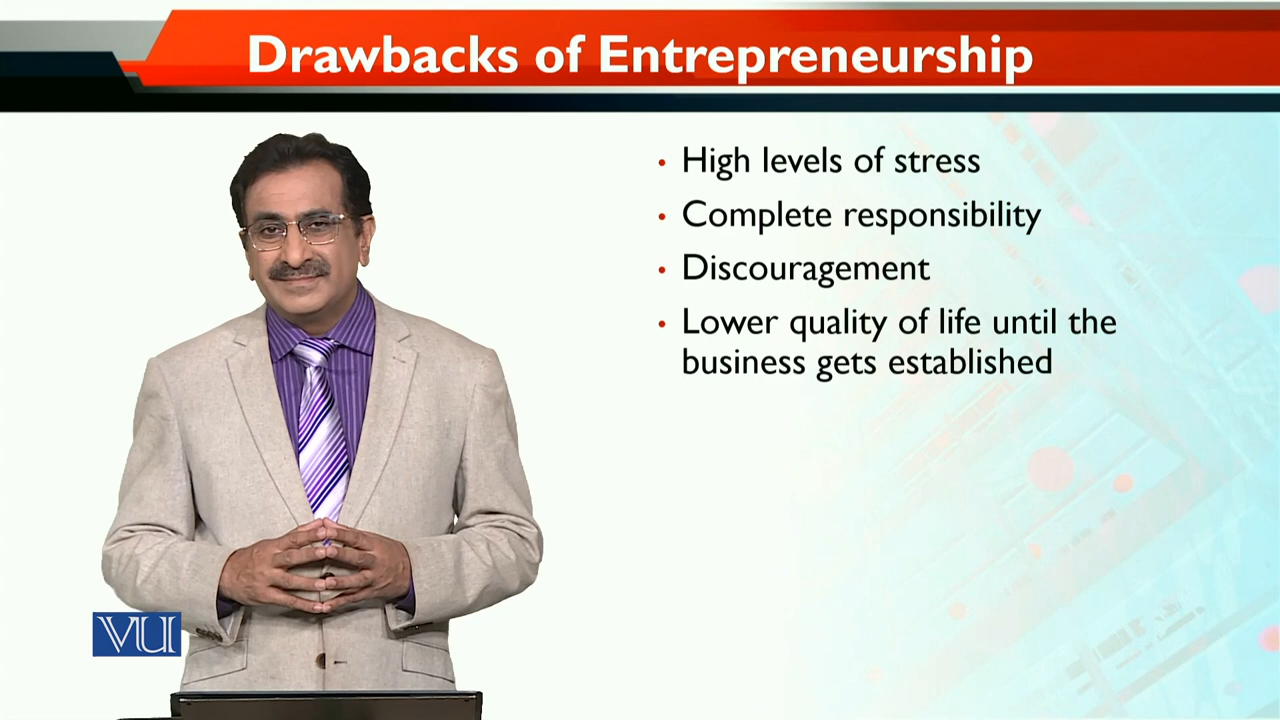 Drawbacks of Entrepreneurship
• High levels of stress
• Complete responsibility
• Discouragement
• Lower quality of life until the
business gets established
VU